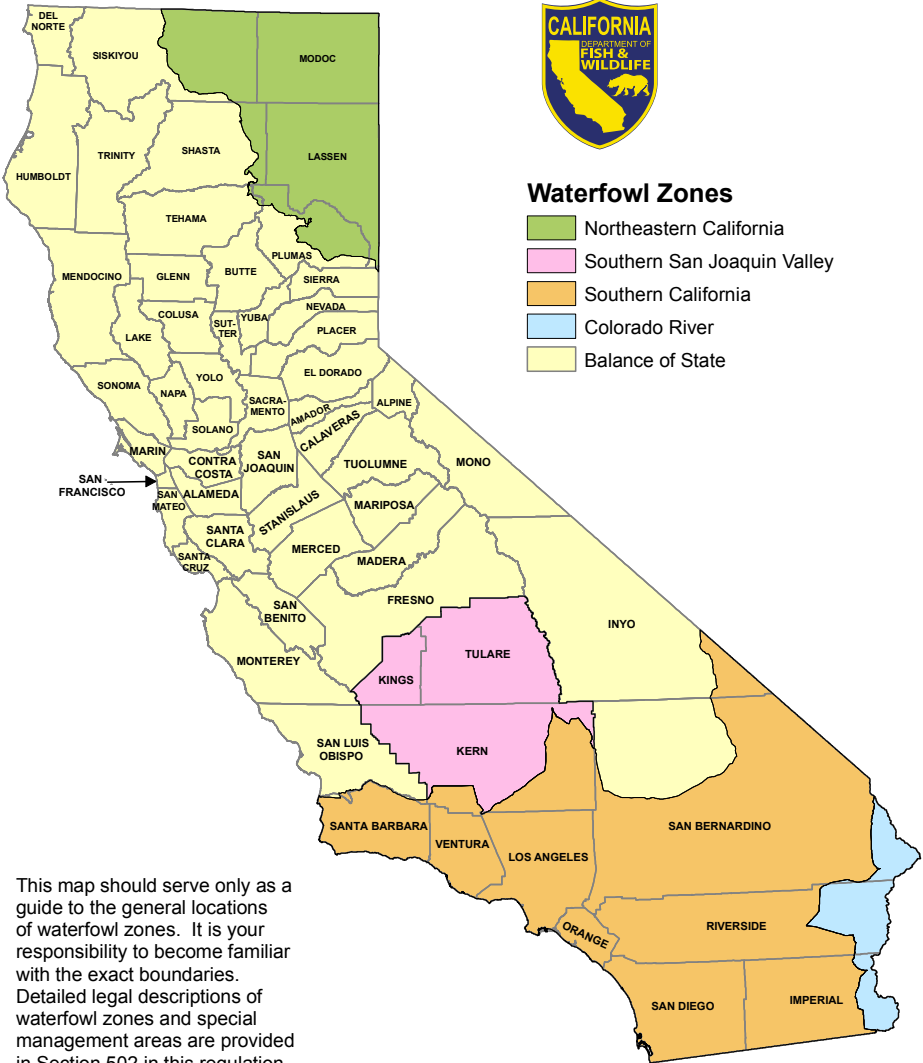 CALIFORNIA
DEPARTMENT OF
FISH &
WILDLIFE
Waterfowl Zones
Northeastern California
Southern San Joaquin Valley
Southern California
Colorado River
Balance of State
DEL
NORTE
SISKIYOU
MODOC
HUMBOLDT
TRINITY
SHASTA
LASSEN
TEHAMA
PLUMAS
MENDOCINO
GLENN
BUTTE
SIERRA
NEVADA
COLUSA
SUT-
TER
YUBA
PLACER
LAKE
SONOMA
NAPA
YOLO
EL DORADO
SACRA-
MENTO
AMADOR
ALPINE
SOLANO
CALAVERAS
MARIN
CONTRA
COSTA
SAN
JOAQUIN
TUOLUMNE
MONO
SAN
FRANCISCO
SAN
MATEO
ALAMEDA
STANISLAUS
MARIPOSA
SANTA
CLARA
SANTA
CRUZ
MERCED
MADERA
SAN
BENITO
FRESNO
INYO
MONTEREY
KINGS
TULARE
SAN LUIS
OBISPO
KERN
SANTA BARBARA
VENTURA
LOS ANGELES
SAN BERNARDINO
ORANGE
RIVERSIDE
SAN DIEGO
IMPERIAL
This map should serve only as a
guide to the general locations
of waterfowl zones. It is your
responsibility to become familiar
with the exact boundaries.
Detailed legal descriptions of
waterfowl zones and special
management areas are provided
in Section 502 in this regulation